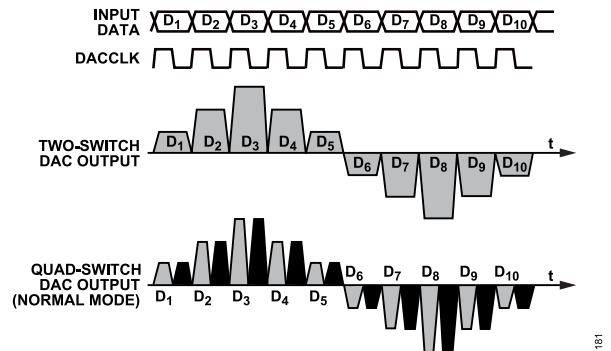 INPUT
DATA
D1 D2 D3 D4 D5 D6 D7 D8 D9 D10
DACCLK
TWO-SWITCH
DAC OUTPUT
D1 D2 D3 D4 D5
t
D6 D7 D8 D9 D10
QUAD-SWITCH
DAC OUTPUT
(NORMAL MODE)
D6 D7 D8 D9 D10
t
D1 D2 D3 D4 D5
181